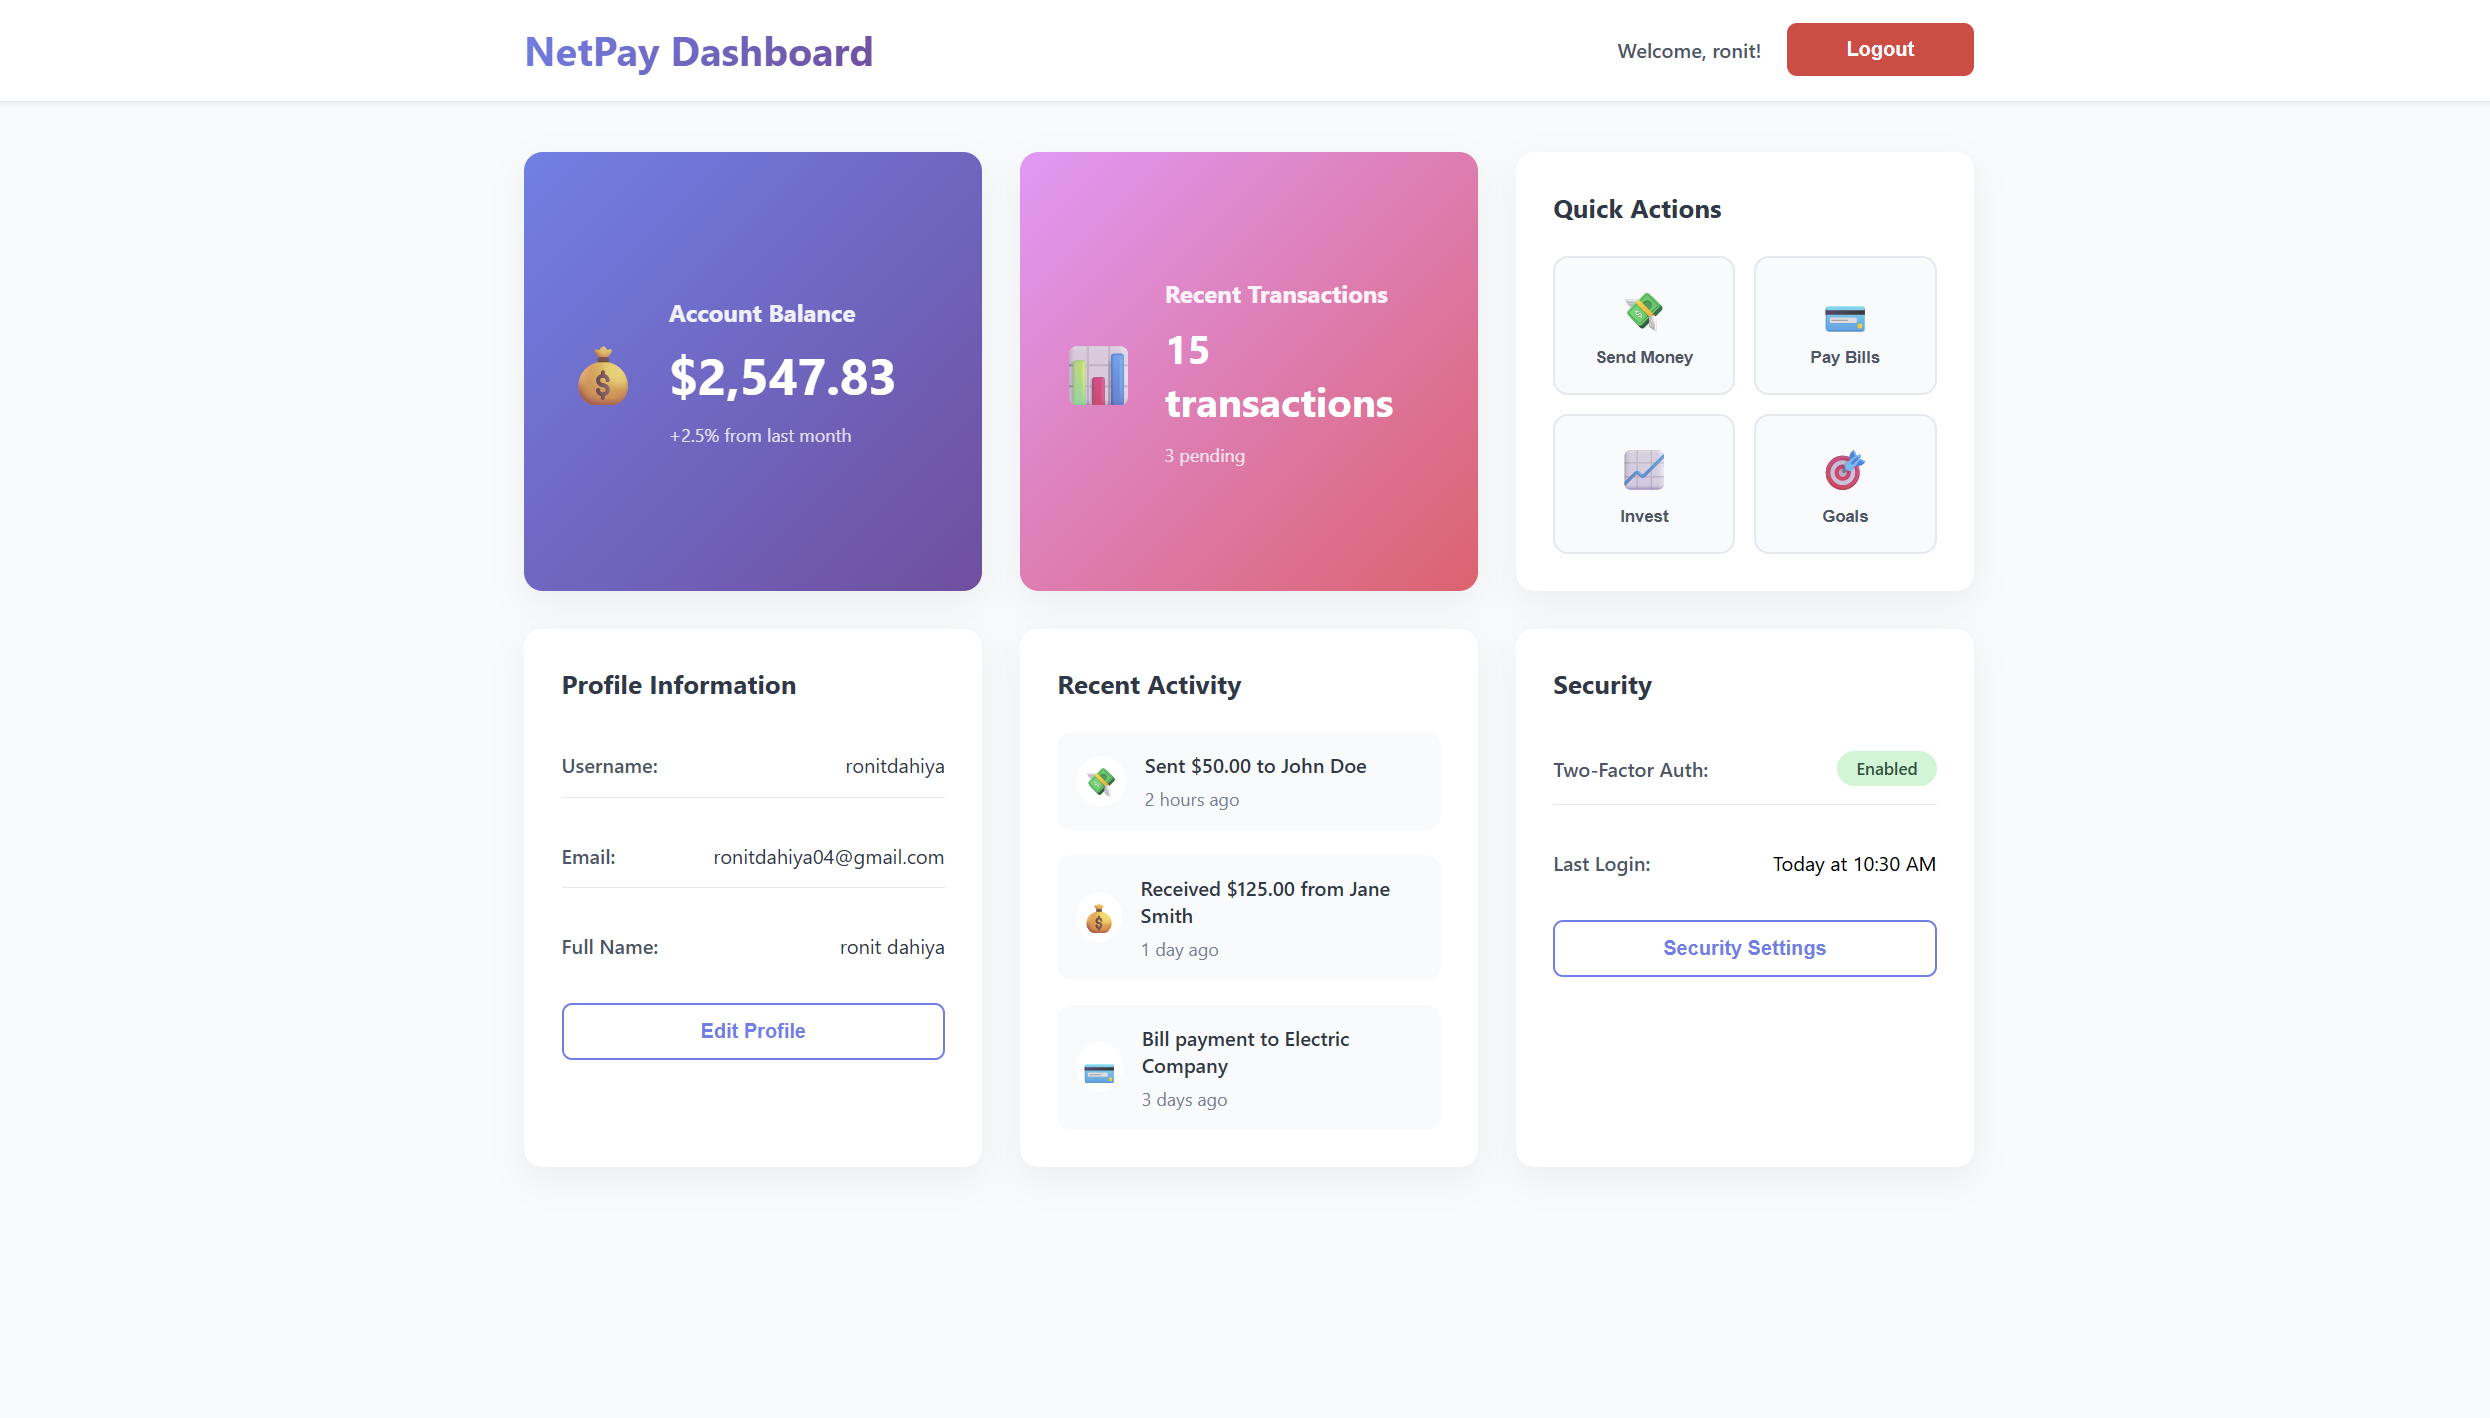 NetPay Dashboard
Welcome, ronit!
Logout
Account Balance
$2,547.83
+2.5% from last month
Recent Transactions
15
transactions
3 pending
Quick Actions
Send Money
Pay Bills
Invest
Goals
Profile Information
Username:
ronitdahiya
Email:
ronitdahiya04@gmail.com
Full Name:
ronit dahiya
Edit Profile
Recent Activity
Sent $50.00 to John Doe
2 hours ago
Received $125.00 from Jane
Smith
1 day ago
Bill payment to Electric
Company
3 days ago
Security
Two-Factor Auth:
Enabled
Last Login:
Today at 10:30 AM
Security Settings